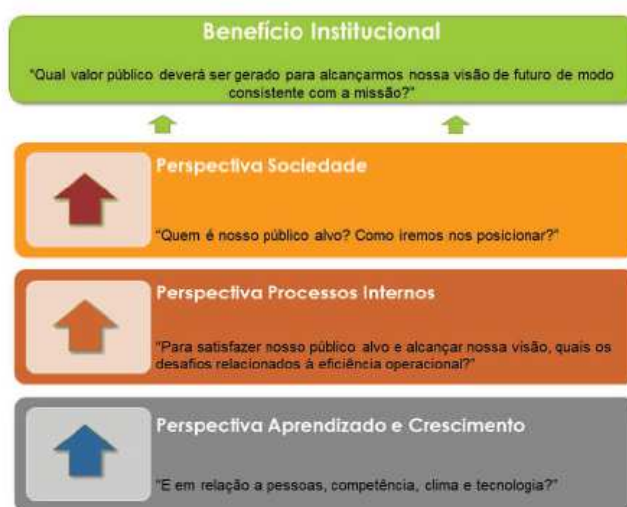 Benefício Institucional
"Qual valor público deverá ser gerado para alcançarmos nossa visão de futuro de modo
consistente com a missão?"
Perspectiva Sociedade
"Quem é nosso público alvo? Como iremos nos posicionar?"
Perspectiva Processos Internos
"Para satisfazer nosso público alvo e alcançar nossa visão, quais os
desafios relacionados à eficiência operacional?"
Perspectiva Aprendizado e Crescimento
"E em relação a pessoas, competência, clima e tecnologia?"